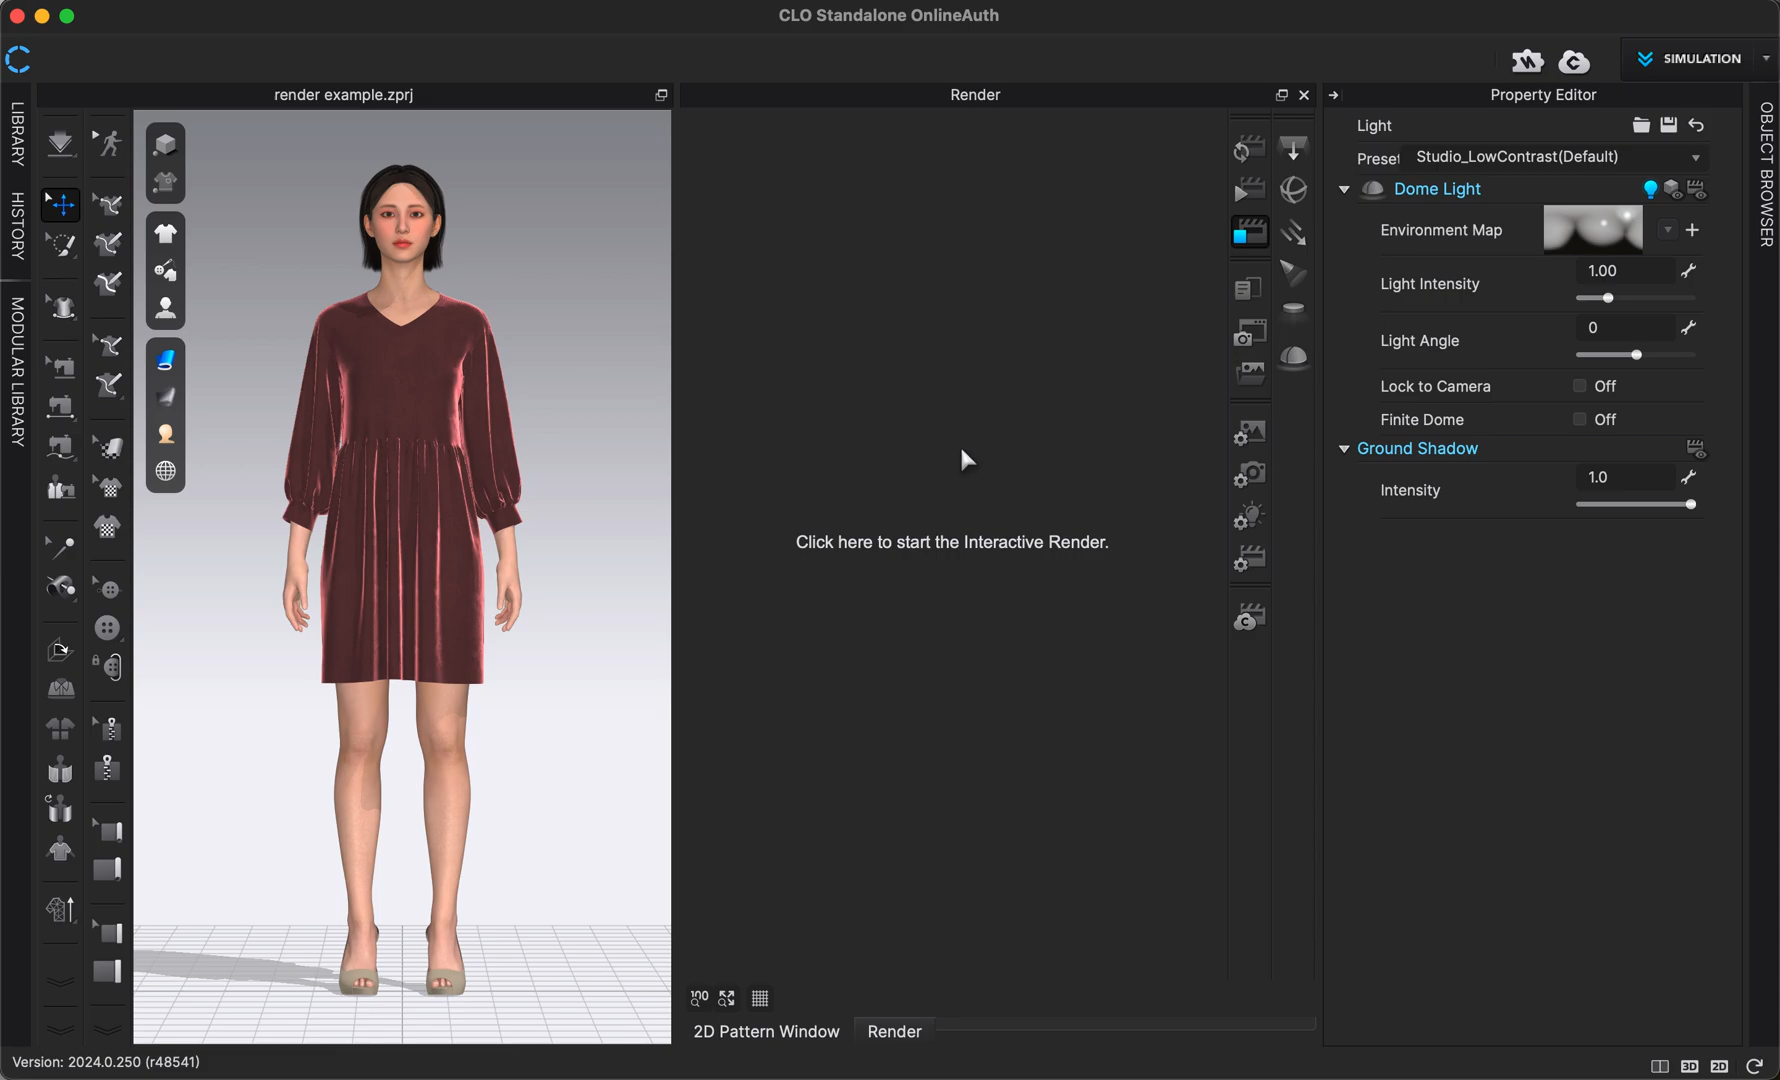 CLO Standalone OnlineAuth
SIMULATION
render example.zprj
Render
Property Editor
LIBRARY
HISTORY
MODULAR LIBRARY
OBJECT BROWSER
Light
Preset
Studio_LowContrast(Default)
Dome Light
Environment Map
Light Intensity
1.00
Light Angle
0
Lock to Camera
Off
Finite Dome
Off
Ground Shadow
Intensity
1.0
Click here to start the Interactive Render.
100
2D Pattern Window
Render
Version: 2024.0.250 (r48541)
3D
2D